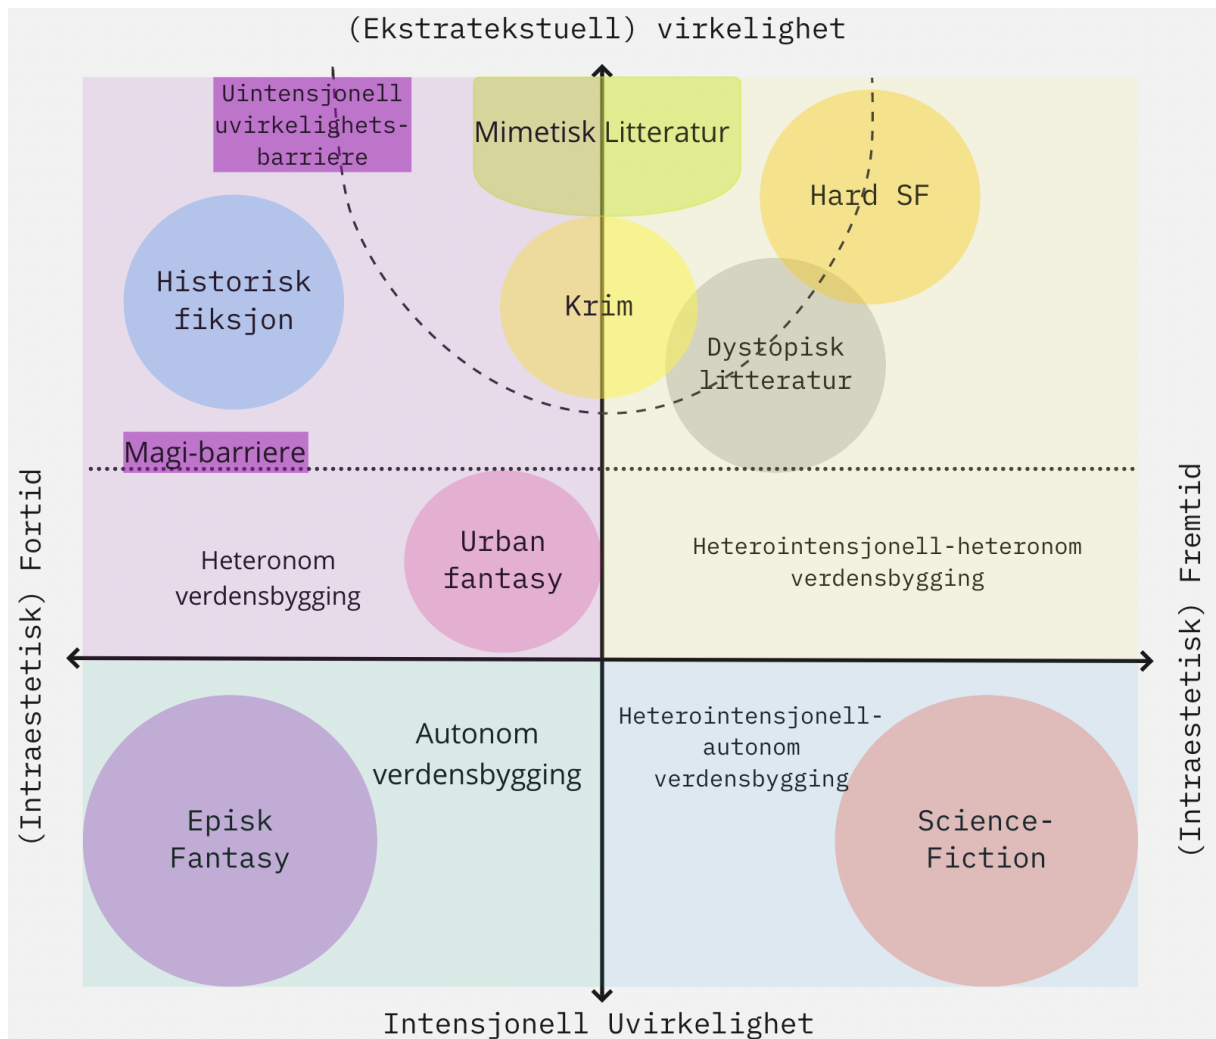 (Ekstratekstuell) virkelighet
Uintensjonell
uvirkelighets-
barriere
Mimetisk Litteratur
Hard SF
Historisk
fiksjon
Krim
Dystopisk
litteratur
Magi-barriere
(Intraestetisk) Fortid
(Intraestetisk) Fremtid
Urban
fantasy
Heteronom
verdensbygging
Heterointensjonell-heteronom
verdensbygging
Autonom
verdensbygging
Heterointensjonell-
autonom
verdensbygging
Episk
Fantasy
Science-
Fiction
Intensjonell Uvirkelighet